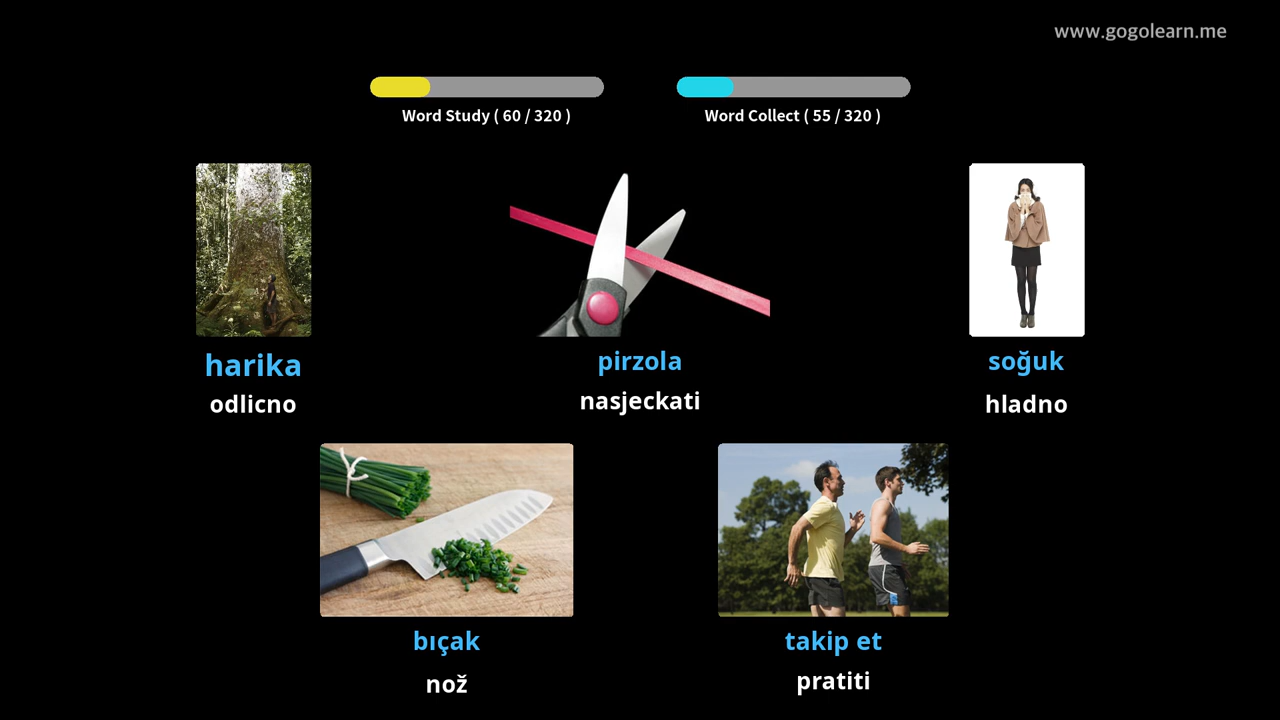 www.gogolearn.me
Word Study ( 60 / 320 )
Word Collect ( 55 / 320 )
harika
odlicno
pirzola
nasjeckati
soğuk
hladno
bıçak
nož
takip et
pratiti